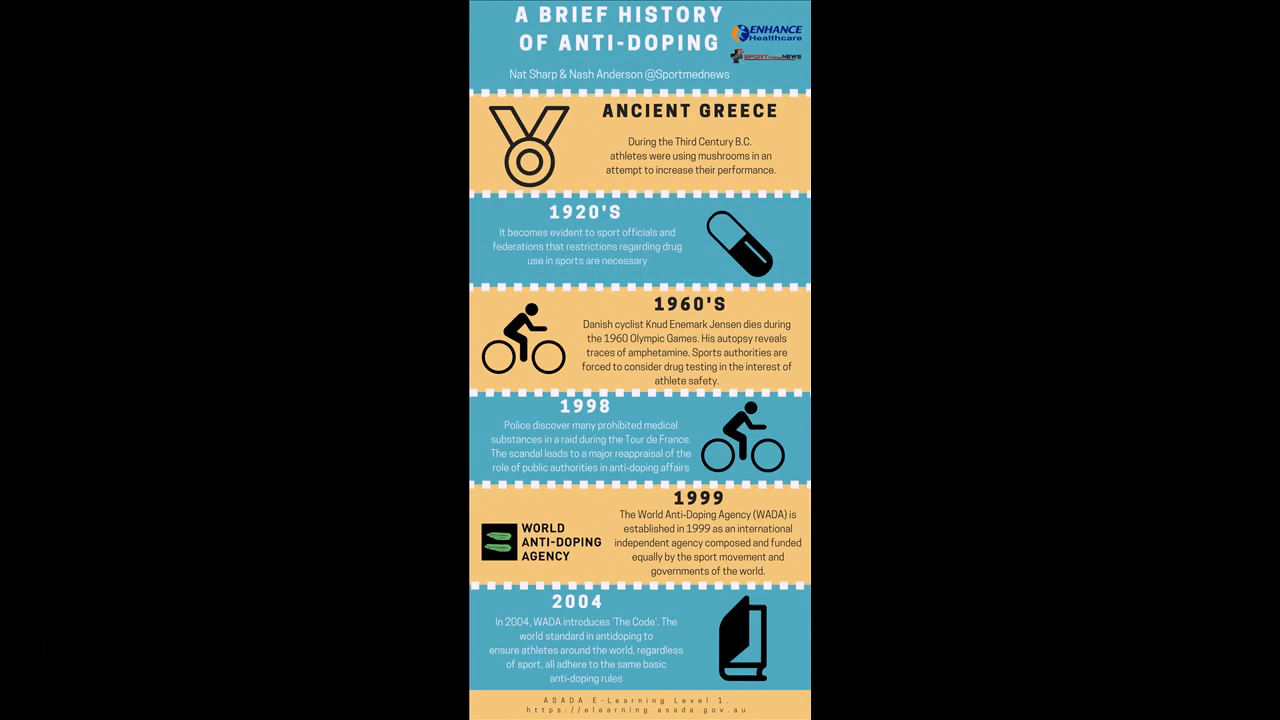 A BRIEF HISTORY
OF ANTI-DOPING
ENHANCE
Healthcare
SPORTMEDNEWS
Nat Sharp & Nash Anderson @Sportmednews
ANCIENT GREECE
During the Third Century B.C.
athletes were using mushrooms in an
attempt to increase their performance.
1920'S
It becomes evident to sport officials and
federations that restrictions regarding drug
use in sports are necessary
1960'S
Danish cyclist Knud Enemark Jensen dies during
the 1960 Olympic Games. His autopsy reveals
traces of amphetamine. Sports authorities are
forced to consider drug testing in the interest of
athlete safety.
1998
Police discover many prohibited medical
substances in a raid during the Tour de France.
The scandal leads to a major reappraisal of the
role of public authorities in anti-doping affairs
1999
The World Anti-Doping Agency (WADA) is
established in 1999 as an international
independent agency composed and funded
equally by the sport movement and
governments of the world.
WORLD
ANTI-DOPING
AGENCY
2004
In 2004, WADA introduces 'The Code'. The
world standard in antidoping to
ensure athletes around the world, regardless
of sport, all adhere to the same basic
anti-doping rules
ASADA E-Learning Level 1.
https://elearning.asada.gov.au